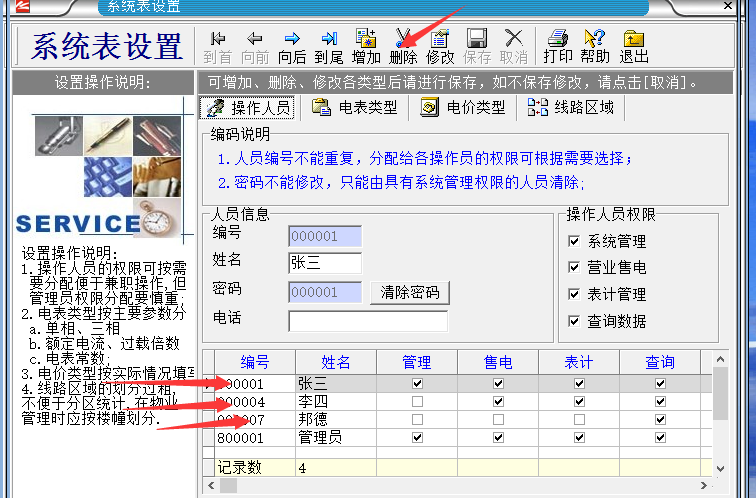 系统表设置
系统表设置
到首 向前 向后 到尾 增加 删除 修改 保存 取消 打印 帮助 退出
设置操作说明:
可增加、删除、修改各类型后请进行保存，如不保存修改，请点击[取消]。
操作人员 电表类型 电价类型 线路区域
编码说明
1.人员编号不能重复，分配给各操作员的权限可根据需要选择；
2.密码不能修改，只能由具有系统管理权限的人员清除;
SERVICE
设置操作说明:
1.操作人员的权限可按需
要分配便于兼职操作,但
管理员权限分配要慎重;
2.电表类型按主要参数分
a.单相、三相
b.额定电流、过载倍数
c.电表常数;
3.电价类型按实际情况填写
4.线路区域的划分过粗,
不便于分区统计,在物业
管理时应按楼幢划分.
人员信息
编号 000001
姓名 张三
密码 000001 清除密码
电话
操作人员权限
系统管理
营业售电
表计管理
查询数据
编号 姓名 管理 售电 表计 查询
000001 张三
000004 李四
邦德
800001 管理员
记录数 4